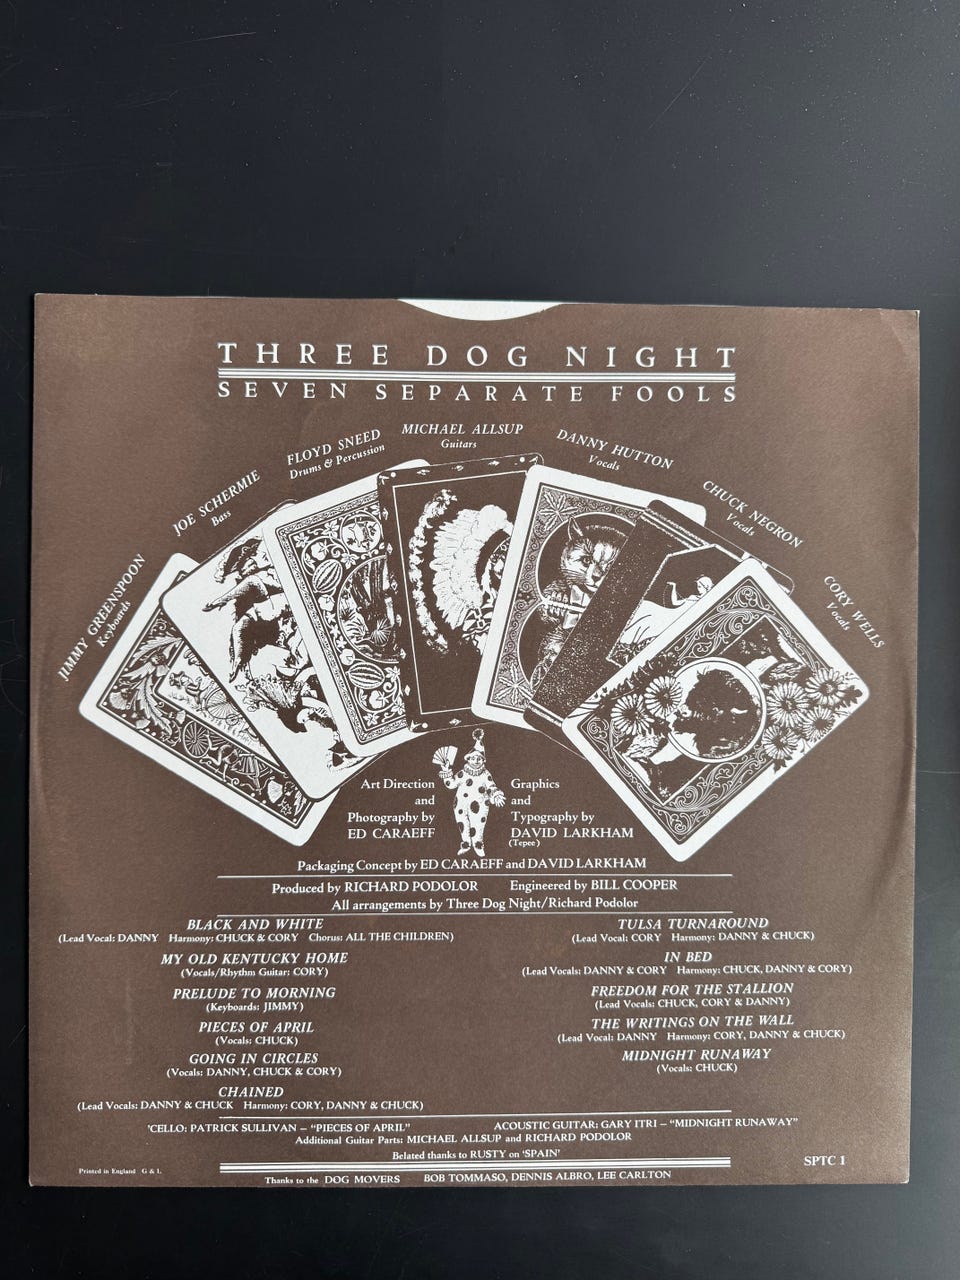 THREE DOG NIGHT
SEVEN SEPARATE FOOLS
JIMMY GREENSPOON
Keyboards
JOE SCHERMIE
Bass
FLOYD SNEED
Drums & Percussion
MICHAEL ALLSUP
Guitars
DANNY HUTTON
Vocals
CHUCK NEGRON
Vocals
CORY WELLS
Vocals
Art Direction
and
Photography by
ED CARAEFF
Graphics
and
Typography by
DAVID LARKHAM
(Tepee)
Packaging Concept by ED CARAEFF and DAVID LARKHAM
Produced by RICHARD PODOLOR Engineered by BILL COOPER
All arrangements by Three Dog Night/Richard Podolor
BLACK AND WHITE
(Lead Vocal: DANNY Harmony: CHUCK & CORY Chorus: ALL THE CHILDREN)
MY OLD KENTUCKY HOME
(Vocals/Rhythm Guitar: CORY)
PRELUDE TO MORNING
(Keyboards: JIMMY)
PIECES OF APRIL
(Vocals: CHUCK)
GOING IN CIRCLES
(Vocals: DANNY, CHUCK & CORY)
CHAINED
(Lead Vocals: DANNY & CHUCK Harmony: CORY, DANNY & CHUCK)
TULSA TURNAROUND
(Lead Vocal: CORY Harmony: DANNY & CHUCK)
IN BED
(Lead Vocals: DANNY & CORY Harmony: CHUCK, DANNY & CORY)
FREEDOM FOR THE STALLION
(Lead Vocals: CHUCK, CORY & DANNY)
THE WRITINGS ON THE WALL
(Lead Vocal: DANNY Harmony: CORY, DANNY & CHUCK)
MIDNIGHT RUNAWAY
(Vocals: CHUCK)
'CELLO: PATRICK SULLIVAN – "PIECES OF APRIL" ACOUSTIC GUITAR: GARY ITRI – "MIDNIGHT RUNAWAY"
Additional Guitar Parts: MICHAEL ALLSUP and RICHARD PODOLOR
Belated thanks to RUSTY on 'SPAIN'
Printed in England G & L
SPTC 1
Thanks to the DOG MOVERS BOB TOMMASO, DENNIS ALBRO, LEE CARLTON